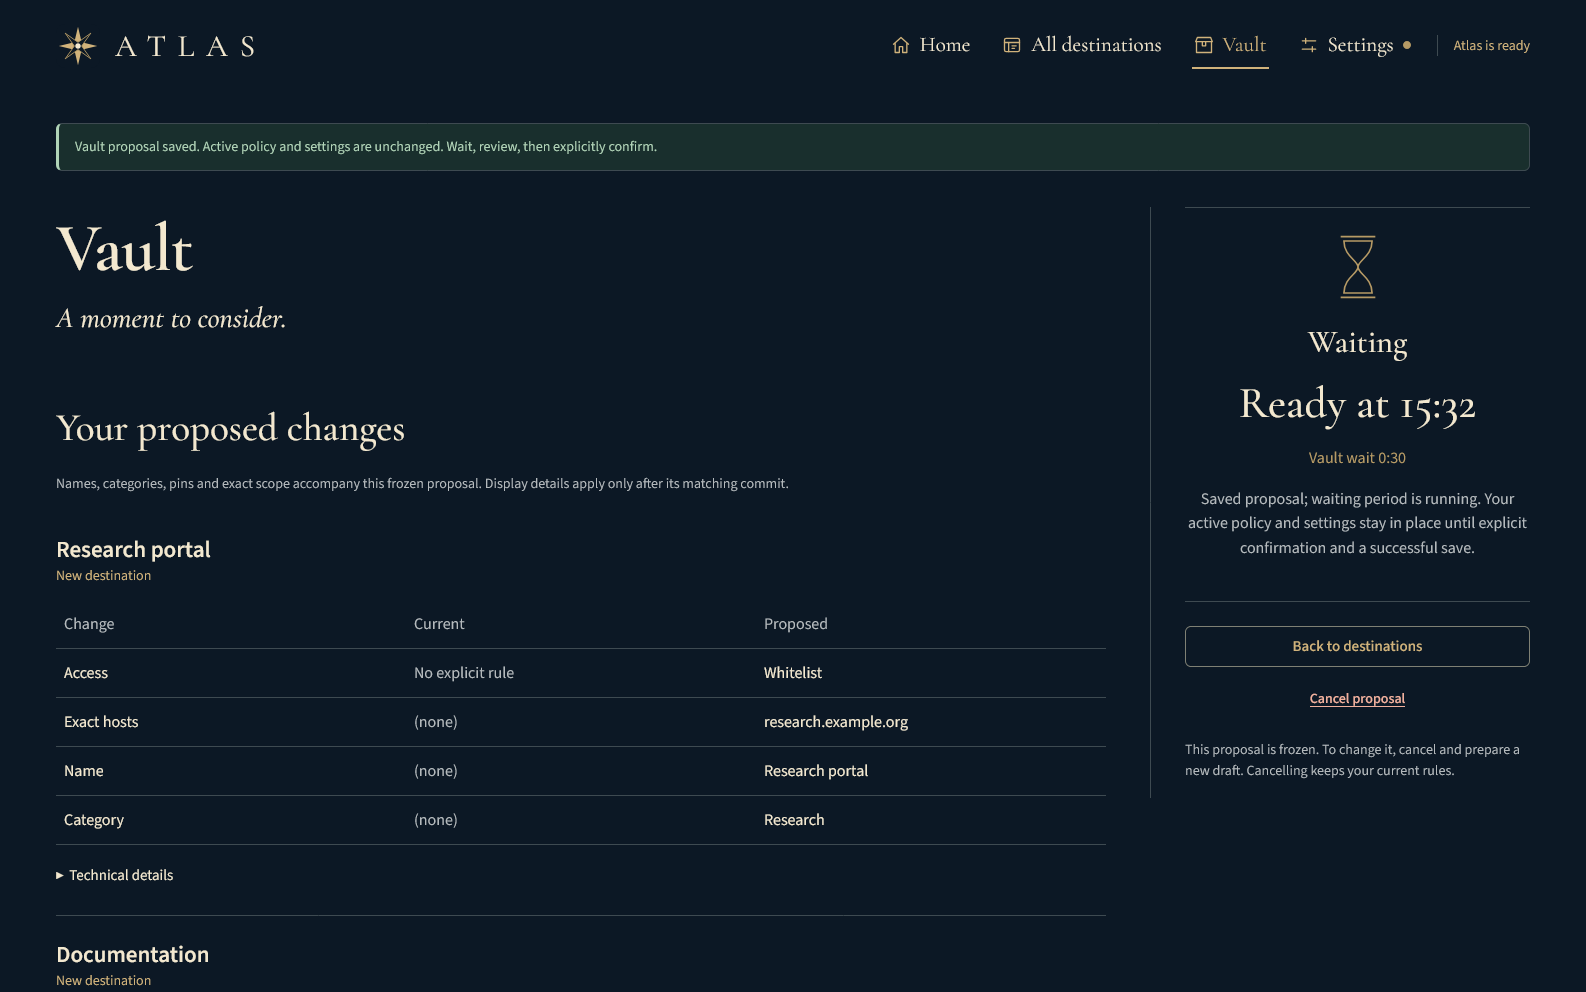 ATLAS
Home
All destinations
Vault
Settings
Atlas is ready
Vault proposal saved. Active policy and settings are unchanged. Wait, review, then explicitly confirm.
Vault
A moment to consider.
Your proposed changes
Names, categories, pins and exact scope accompany this frozen proposal. Display details apply only after its matching commit.
Research portal
New destination
Change Current Proposed
Access No explicit rule Whitelist
Exact hosts (none) research.example.org
Name (none) Research portal
Category (none) Research
Technical details
Documentation
New destination
Waiting
Ready at 15:32
Vault wait 0:30
Saved proposal; waiting period is running. Your
active policy and settings stay in place until explicit
confirmation and a successful save.
Back to destinations
Cancel proposal
This proposal is frozen. To change it, cancel and prepare a
new draft. Cancelling keeps your current rules.